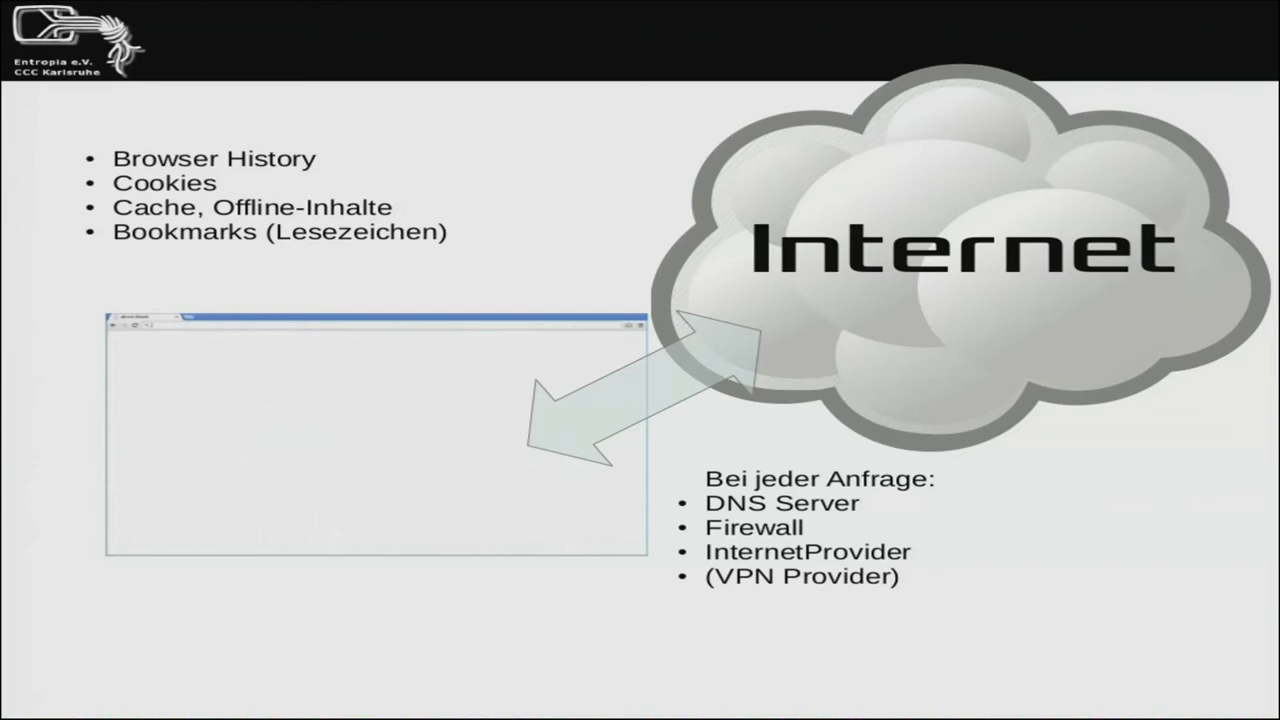 Entropia e.V.
CCC Karlsruhe
• Browser History
• Cookies
• Cache, Offline-Inhalte
• Bookmarks (Lesezeichen)
Internet
Bei jeder Anfrage:
• DNS Server
• Firewall
• InternetProvider
• (VPN Provider)